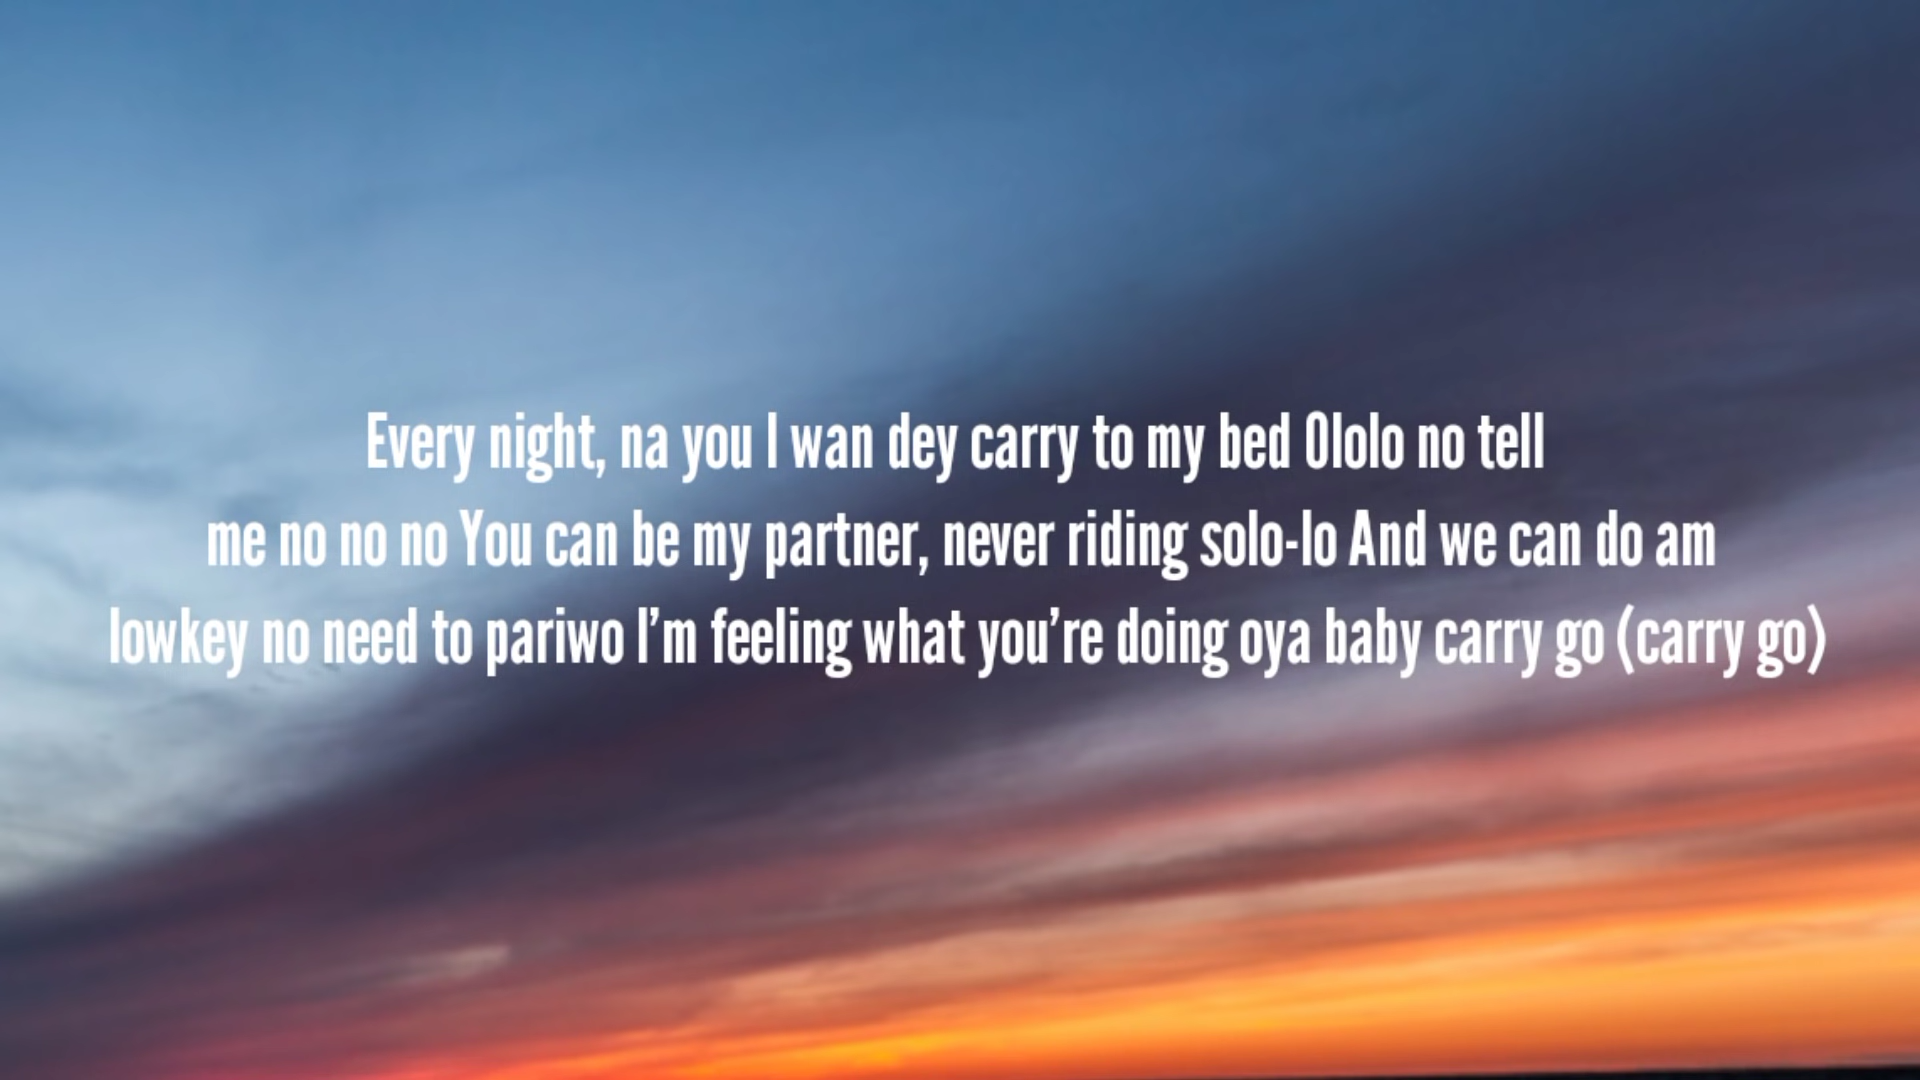 Every night, na you I wan dey carry to my bed Ololo no tell
me no no no You can be my partner, never riding solo-lo And we can do am
lowkey no need to pariwo I’m feeling what you’re doing oya baby carry go (carry go)